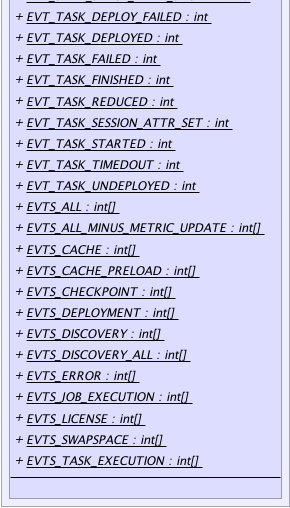 + EVT_TASK_DEPLOY_FAILED : int
+ EVT_TASK_DEPLOYED : int
+ EVT_TASK_FAILED : int
+ EVT_TASK_FINISHED : int
+ EVT_TASK_REDUCED : int
+ EVT_TASK_SESSION_ATTR_SET : int
+ EVT_TASK_STARTED : int
+ EVT_TASK_TIMEDOUT : int
+ EVT_TASK_UNDEPLOYED : int
+ EVTS_ALL : int[]
+ EVTS_ALL_MINUS_METRIC_UPDATE : int[]
+ EVTS_CACHE : int[]
+ EVTS_CACHE_PRELOAD : int[]
+ EVTS_CHECKPOINT : int[]
+ EVTS_DEPLOYMENT : int[]
+ EVTS_DISCOVERY : int[]
+ EVTS_DISCOVERY_ALL : int[]
+ EVTS_ERROR : int[]
+ EVTS_JOB_EXECUTION : int[]
+ EVTS_LICENSE : int[]
+ EVTS_SWAPSPACE : int[]
+ EVTS_TASK_EXECUTION : int[]